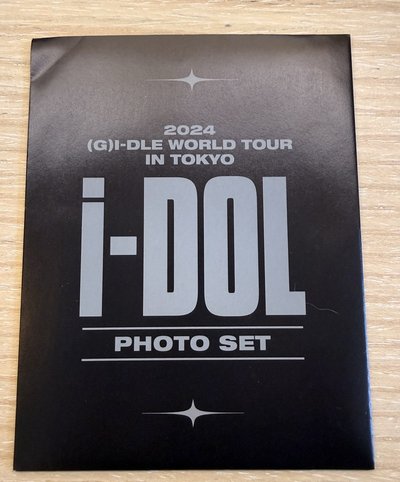 2024
(G)I-DLE WORLD TOUR
IN TOKYO
i-DOL
PHOTO SET